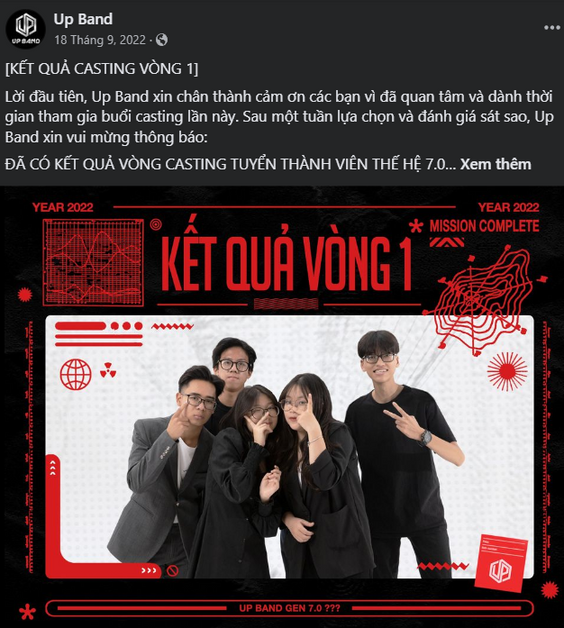 Up Band
18 Tháng 9, 2022 ·
[KẾT QUẢ CASTING VÒNG 1]
Lời đầu tiên, Up Band xin chân thành cảm ơn các bạn vì đã quan tâm và dành thời
gian tham gia buổi casting lần này. Sau một tuần lựa chọn và đánh giá sát sao, Up
Band xin vui mừng thông báo:
ĐÃ CÓ KẾT QUẢ VÒNG CASTING TUYỂN THÀNH VIÊN THẾ HỆ 7.0... Xem thêm
YEAR 2022
YEAR 2022
MISSION COMPLETE
KẾT QUẢ VÒNG 1
UP
UP BAND GEN 7.0 ???
UP BAND